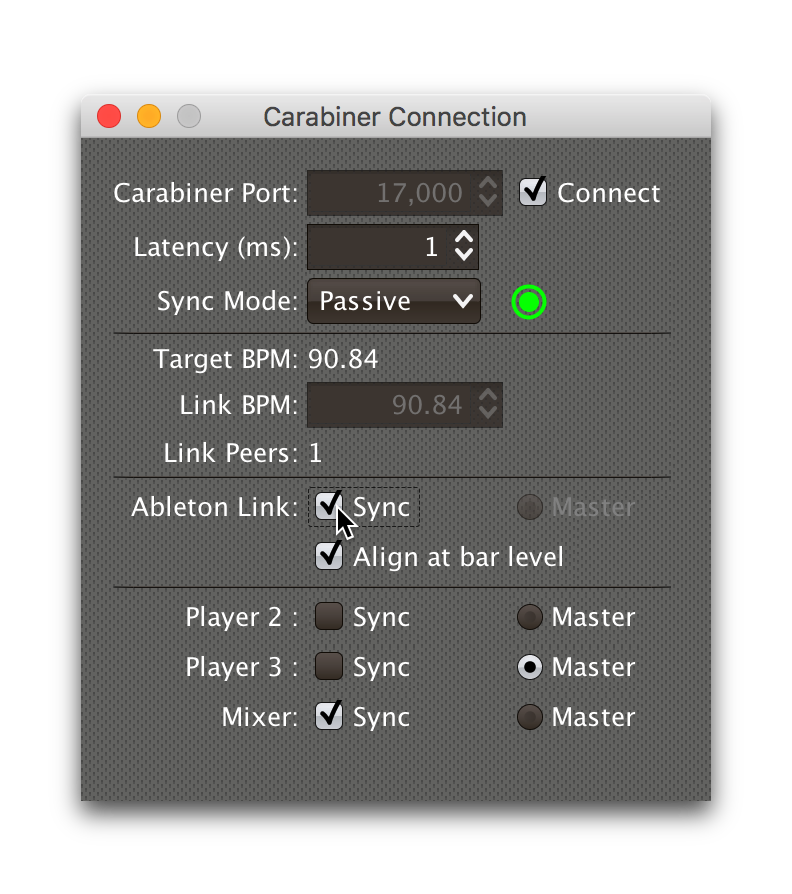 Carabiner Connection
Carabiner Port: 17,000 Connect
Latency (ms): 1
Sync Mode: Passive
Target BPM: 90.84
Link BPM: 90.84
Link Peers: 1
Ableton Link: Sync Master
Align at bar level
Player 2 : Sync Master
Player 3 : Sync Master
Mixer: Sync Master